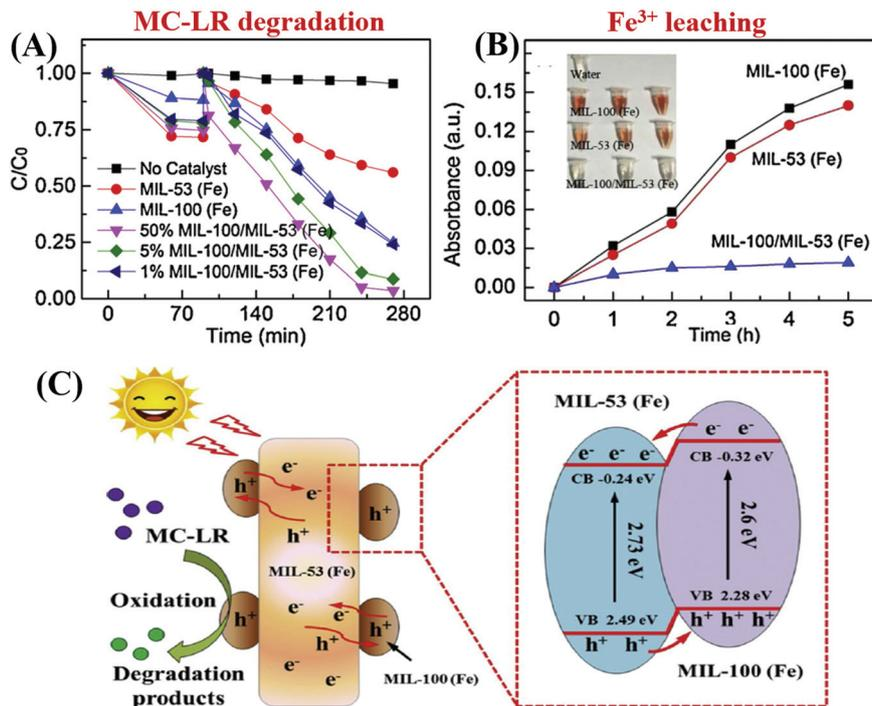 MC-LR degradation
Fe³⁺ leaching
(A)
1.00
0.75
0.50
0.25
0.00
C/C₀
No Catalyst
MIL-53 (Fe)
MIL-100 (Fe)
50% MIL-100/MIL-53 (Fe)
5% MIL-100/MIL-53 (Fe)
1% MIL-100/MIL-53 (Fe)
0
70
140
210
280
Time (min)
(B)
0.15
0.12
0.09
0.06
0.03
0.00
Absorbance (a.u.)
Water
MIL-100 (Fe)
MIL-53 (Fe)
MIL-100/MIL-53 (Fe)
MIL-100 (Fe)
MIL-53 (Fe)
MIL-100/MIL-53 (Fe)
0
1
2
3
4
5
Time (h)
(C)
MC-LR
Oxidation
Degradation
products
h⁺
e⁻
e⁻
h⁺
h⁺
MIL-53 (Fe)
h⁺
e⁻
e⁻
h⁺
h⁺
e⁻
e⁻
MIL-100 (Fe)
MIL-53 (Fe)
e⁻ e⁻
e⁻ e⁻ e⁻
CB -0.32 eV
CB -0.24 eV
2.73 eV
2.6 eV
VB 2.28 eV
VB 2.49 eV
h⁺ h⁺ h⁺
h⁺ h⁺
MIL-100 (Fe)